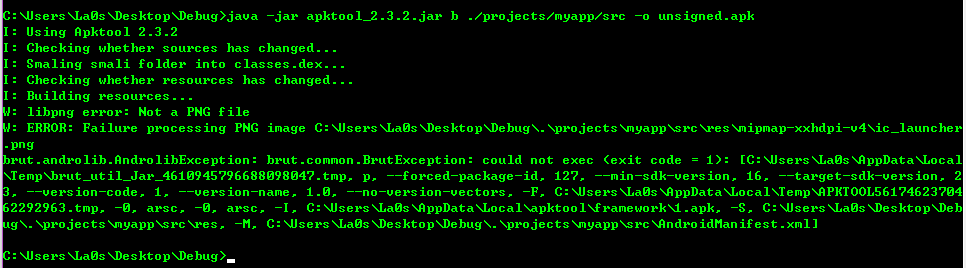 C:\Users\La0s\Desktop\Debug>java -jar apktool_2.3.2.jar b ./projects/myapp/src -o unsigned.apk
I: Using Apktool 2.3.2
I: Checking whether sources has changed...
I: Smaling smali folder into classes.dex...
I: Checking whether resources has changed...
I: Building resources...
W: libpng error: Not a PNG file
W: ERROR: Failure processing PNG image C:\Users\La0s\Desktop\Debug\.\projects\myapp\src\res\mipmap-xxhdpi-v4\ic_launcher
.png
brut.androlib.AndrolibException: brut.common.BrutException: could not exec (exit code = 1): [C:\Users\La0s\AppData\Local
\Temp\brut_util_Jar_4610945796688098047.tmp, p, --forced-package-id, 127, --min-sdk-version, 16, --target-sdk-version, 2
3, --version-code, 1, --version-name, 1.0, --no-version-vectors, -F, C:\Users\La0s\AppData\Local\Temp\APKTOOL56174623704
62292963.tmp, -0, arsc, -0, arsc, -I, C:\Users\La0s\AppData\Local\apktool\framework\1.apk, -S, C:\Users\La0s\Desktop\Deb
ug\.\projects\myapp\src\res, -M, C:\Users\La0s\Desktop\Debug\.\projects\myapp\src\AndroidManifest.xml]
C:\Users\La0s\Desktop\Debug>